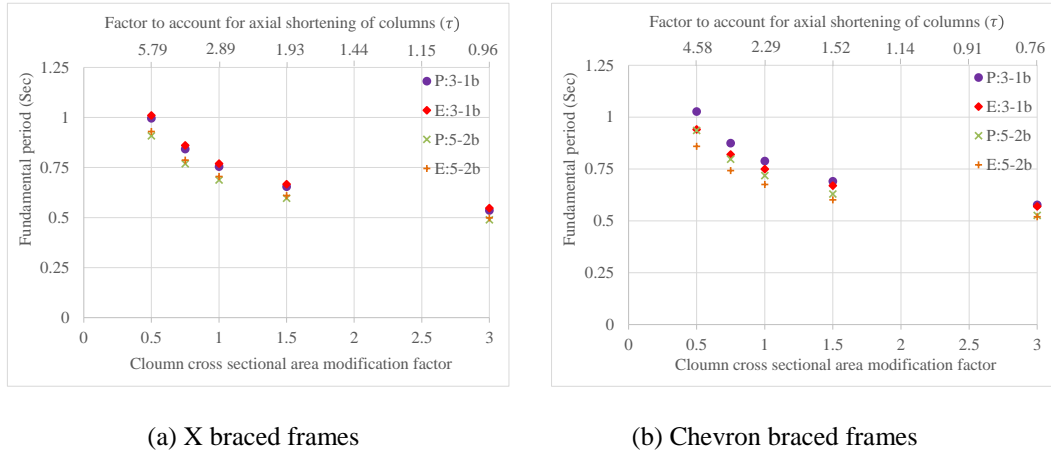 Factor to account for axial shortening of columns (τ)
5.79 2.89 1.93 1.44 1.15 0.96
1.25
1
0.75
0.5
0.25
0
Fundamental period (Sec)
P:3-1b
E:3-1b
P:5-2b
E:5-2b
0 0.5 1 1.5 2 2.5 3
Cloumn cross sectional area modification factor
(a) X braced frames
Factor to account for axial shortening of columns (τ)
4.58 2.29 1.52 1.14 0.91 0.76
1.25
1
0.75
0.5
0.25
0
Fundamental period (Sec)
P:3-1b
E:3-1b
P:5-2b
E:5-2b
0 0.5 1 1.5 2 2.5 3
Cloumn cross sectional area modification factor
(b) Chevron braced frames